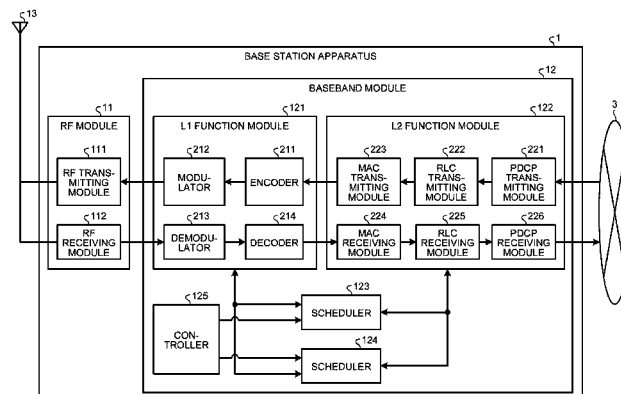 13
1
BASE STATION APPARATUS
12
BASEBAND MODULE
3
11
RF MODULE
121
L1 FUNCTION MODULE
122
L2 FUNCTION MODULE
111
RF TRANS-
MITTING
MODULE
212
MODU-
LATOR
211
ENCODER
223
MAC
TRANS-
MITTING
MODULE
222
RLC
TRANS-
MITTING
MODULE
221
PDCP
TRANS-
MITTING
MODULE
112
RF
RECEIVING
MODULE
213
DEMODU-
LATOR
214
DECODER
224
MAC
RECEIVING
MODULE
225
RLC
RECEIVING
MODULE
226
PDCP
RECEIVING
MODULE
125
CON-
TROLLER
123
SCHEDULER
124
SCHEDULER